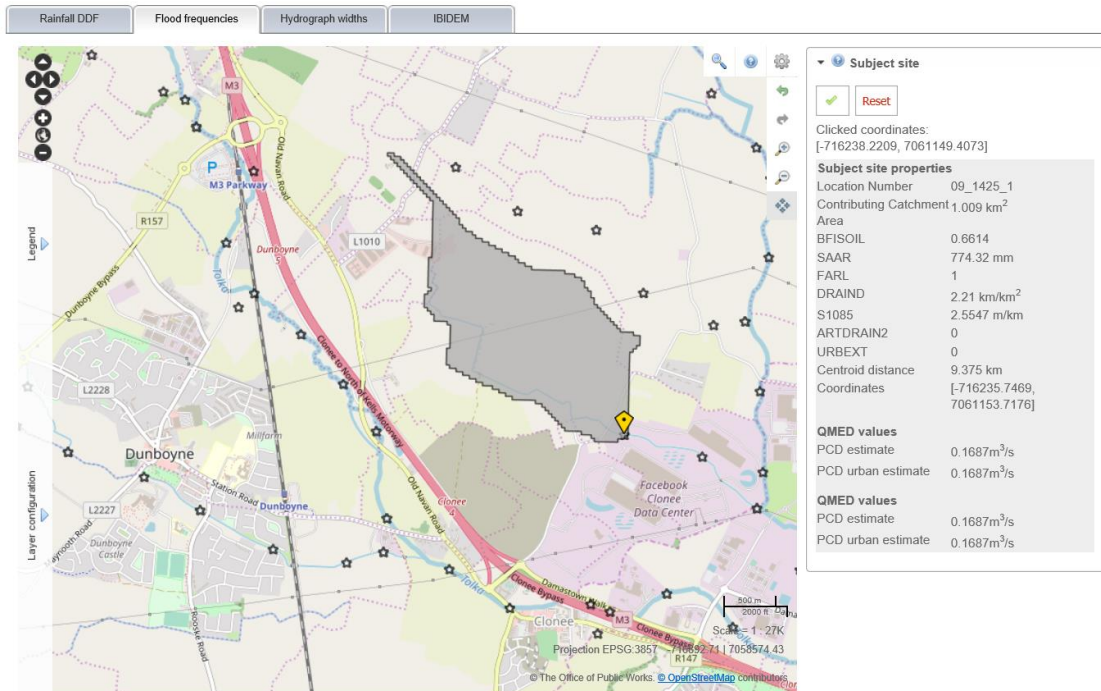 Rainfall DDF
Flood frequencies
Hydrograph widths
IBIDEM
M3
Old Navan Road
P
M3 Parkway
R157
L1010
Dunboyne
5
Dunboyne Bypass
Tolka
Legend
Clonee to North of Kells Motorway
L2228
Millfarm
Dunboyne
Station Road
Dunboyne
Old Navan Road
Clonee
4
Facebook
Clonee
Data Center
L2227
Maynooth Road
Dunboyne
Castle
Layer configuration
Rooske Road
Tolka
Damastown Walk
Clonee Bypass
Clonee
M3
Clonee Bypass
R147
Tolka
500 m
2000 ft
Scale = 1 : 27K
Projection EPSG:3857
| 7058574.43
© The Office of Public Works. © OpenStreetMap contributors
Subject site
Reset
Clicked coordinates:
[-716238.2209, 7061149.4073]
Subject site properties
Location Number 09_1425_1
Contributing Catchment 1.009 km²
Area
BFISOIL 0.6614
SAAR 774.32 mm
FARL 1
DRAIND 2.21 km/km²
S1085 2.5547 m/km
ARTDRAIN2 0
URBEXT 0
Centroid distance 9.375 km
Coordinates [-716235.7469,
7061153.7176]
QMED values
PCD estimate 0.1687m³/s
PCD urban estimate 0.1687m³/s
QMED values
PCD estimate 0.1687m³/s
PCD urban estimate 0.1687m³/s